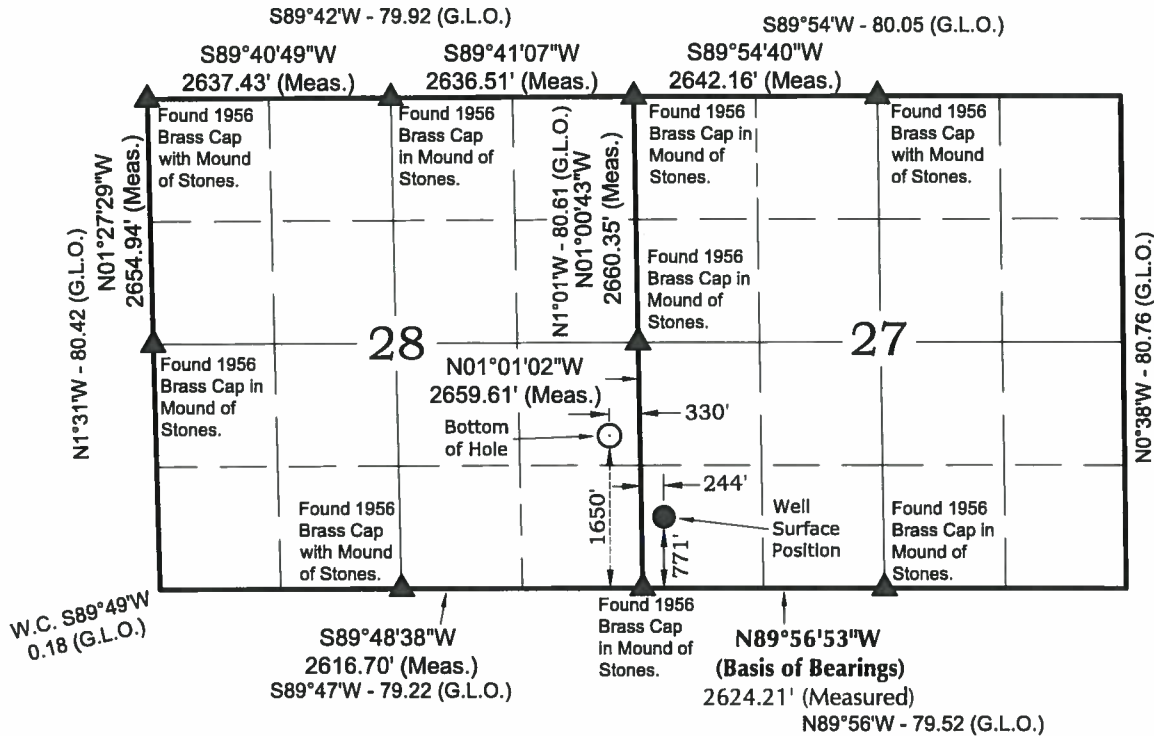 S89°42'W - 79.92 (G.L.O.)
S89°54'W - 80.05 (G.L.O.)
S89°40'49"W
2637.43' (Meas.)
S89°41'07"W
2636.51' (Meas.)
S89°54'40"W
2642.16' (Meas.)
Found 1956
Brass Cap
with Mound
of Stones.
Found 1956
Brass Cap
in Mound of
Stones.
Found 1956
Brass Cap in
Mound of
Stones.
Found 1956
Brass Cap
with Mound
of Stones.
N1°31'W - 80.42 (G.L.O.)
N01°27'29"W
2654.94' (Meas.)
N1°01'W - 80.61 (G.L.O.)
N01°00'43"W
2660.35' (Meas.)
N0°38'W - 80.76 (G.L.O.)
Found 1956
Brass Cap in
Mound of
Stones.
28
27
Found 1956
Brass Cap in
Mound of
Stones.
N01°01'02"W
2659.61' (Meas.)
330'
Bottom
of Hole
1650'
244'
771'
Well
Surface
Position
Found 1956
Brass Cap
with Mound
of Stones.
Found 1956
Brass Cap in
Mound of
Stones.
W.C. S89°49'W
0.18 (G.L.O.)
Found 1956
Brass Cap
in Mound of
Stones.
S89°48'38"W
2616.70' (Meas.)
S89°47'W - 79.22 (G.L.O.)
N89°56'53"W
(Basis of Bearings)
2624.21' (Measured)
N89°56'W - 79.52 (G.L.O.)